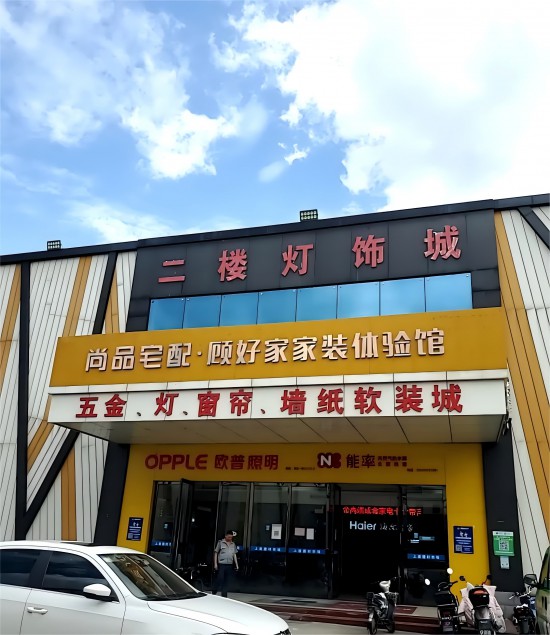 二楼灯饰城
尚品宅配·顾好家家装体验馆
五金、灯、窗帘、墙纸软装城
OPPLE 欧普照明
能率
Haier